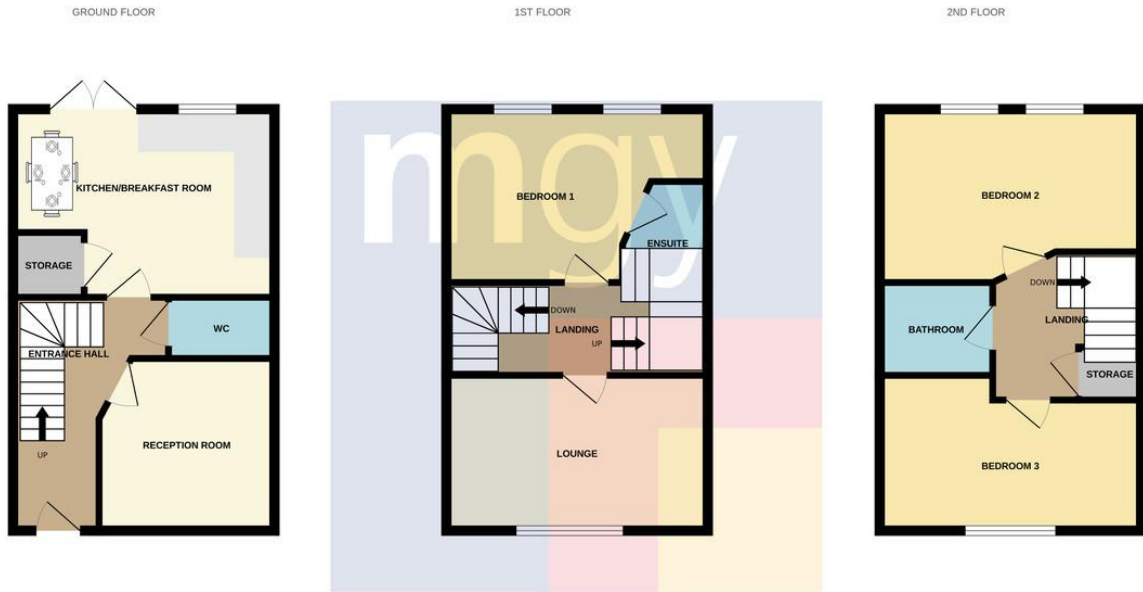 GROUND FLOOR
KITCHEN/BREAKFAST ROOM
STORAGE
WC
ENTRANCE HALL
RECEPTION ROOM
UP
1ST FLOOR
mgy
BEDROOM 1
ENSUITE
DOWN
LANDING
UP
LOUNGE
2ND FLOOR
BEDROOM 2
DOWN
LANDING
BATHROOM
STORAGE
BEDROOM 3